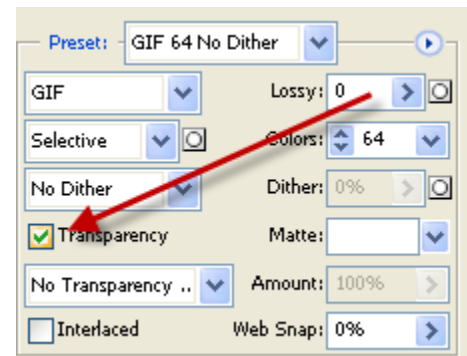 Preset: GIF 64 No Dither
GIF Lossy: 0
Selective Colors: 64
No Dither Dither: 0%
Transparency Matte:
No Transparency .. Amount: 100%
Interlaced Web Snap: 0%